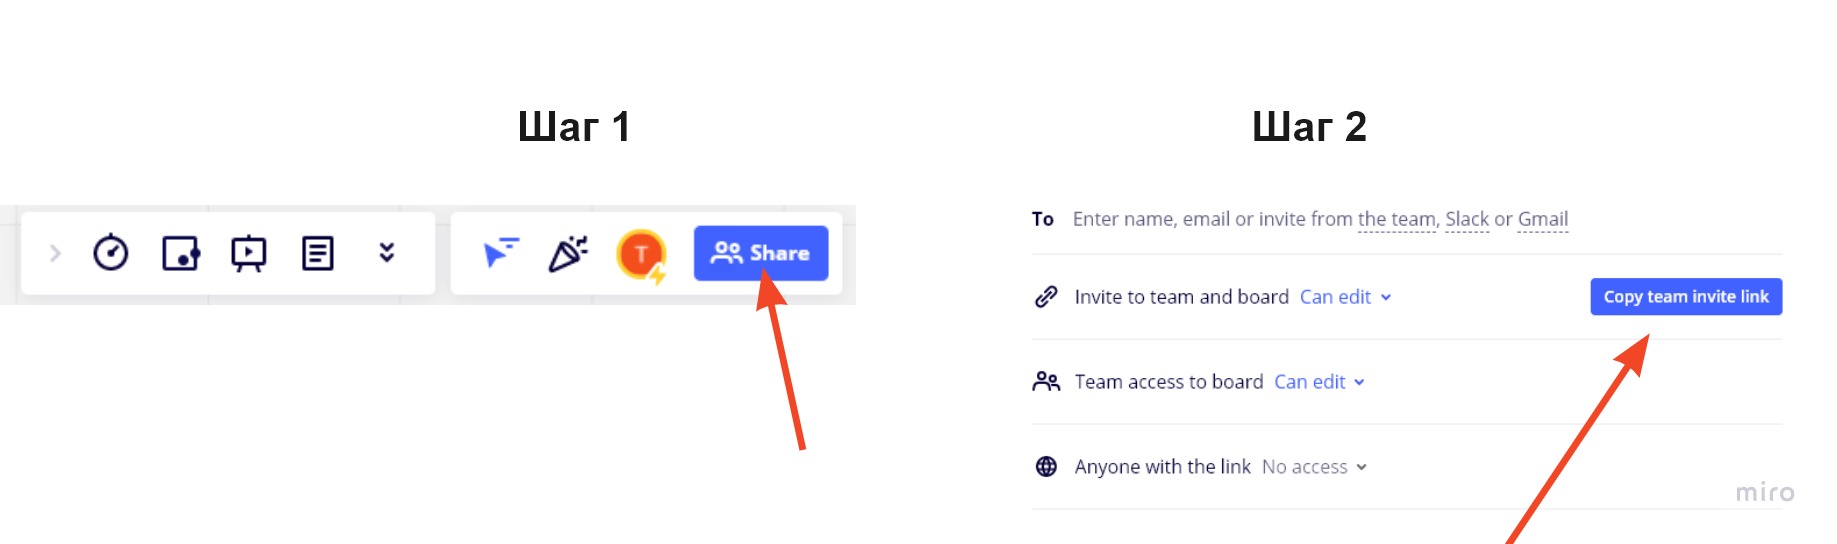 Шаг 1
T
Share
Шаг 2
To Enter name, email or invite from the team, Slack or Gmail
Invite to team and board Can edit
Copy team invite link
Team access to board Can edit
Anyone with the link No access
miro